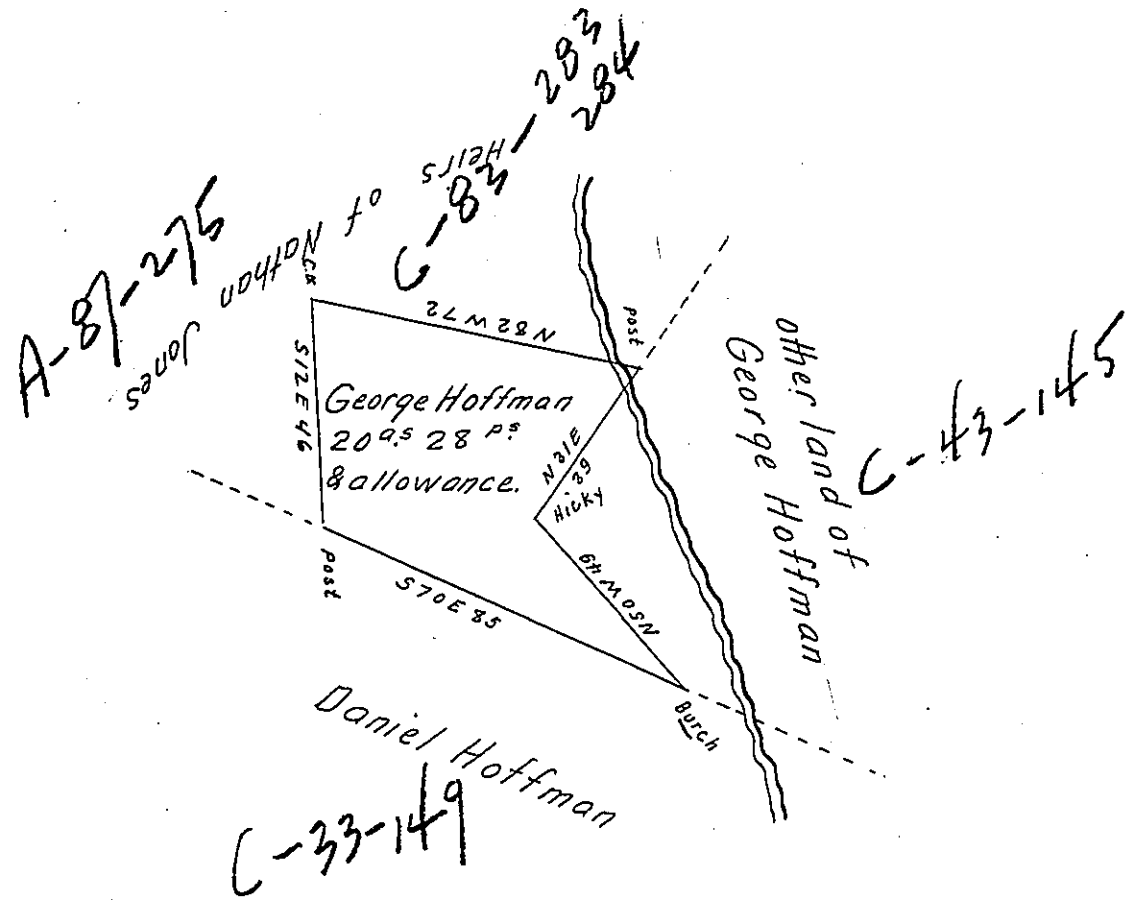 C-83-283
284
Heirs
of Nathan
Jones
A-87-275
N82W72
Post
S12E46
George Hoffman
20 a.s 28 ps.
& allowance.
N31E
39
Hicky
N50W49
other land of
George Hoffman
C-43-145
Post
S70E85
Burch
Daniel Hoffman
C-33-149